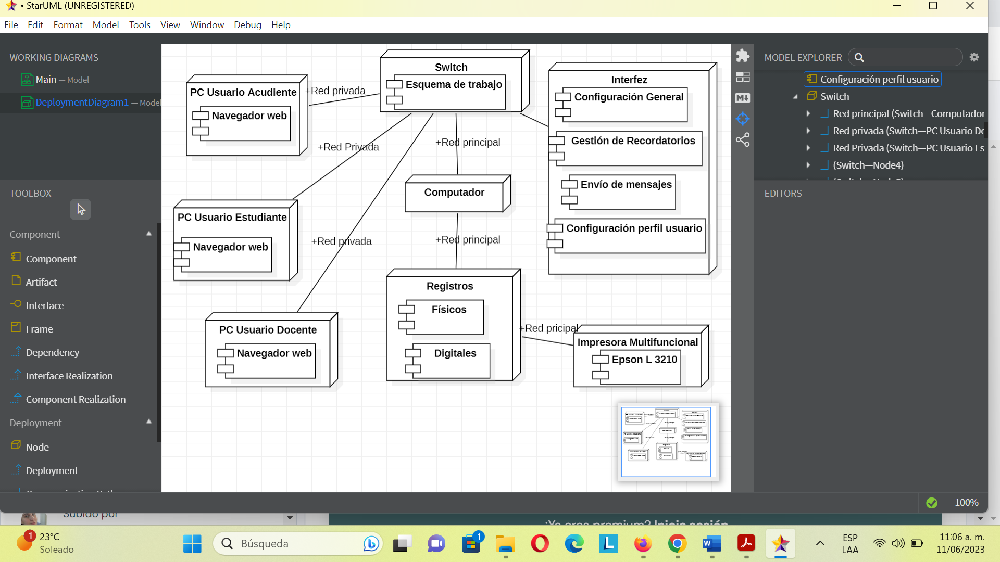 • StarUML (UNREGISTERED)
File Edit Format Model Tools View Window Debug Help
WORKING DIAGRAMS
Main — Model
DeploymentDiagram1 — Model
TOOLBOX
Component
Component
Artifact
Interface
Frame
Dependency
Interface Realization
Component Realization
Deployment
Node
Deployment
PC Usuario Acudiente
Navegador web
+Red privada
Switch
Esquema de trabajo
Interfez
Configuración General
Gestión de Recordatorios
Envío de mensajes
Configuración perfil usuario
+Red Privada
+Red principal
Computador
PC Usuario Estudiante
Navegador web
+Red privada
+Red principal
Registros
Físicos
Digitales
PC Usuario Docente
Navegador web
+Red pricipal
Impresora Multifuncional
Epson L 3210
MODEL EXPLORER
Configuración perfil usuario
Switch
Red principal (Switch—Computador
Red privada (Switch—PC Usuario Do
Red Privada (Switch—PC Usuario Es
(Switch—Node4)
EDITORS
100%
Subido por
¿Ya eres premium? Inicie sesión
1
23°C
Soleado
Búsqueda
1
ESP
LAA
11:06 a. m.
11/06/2023